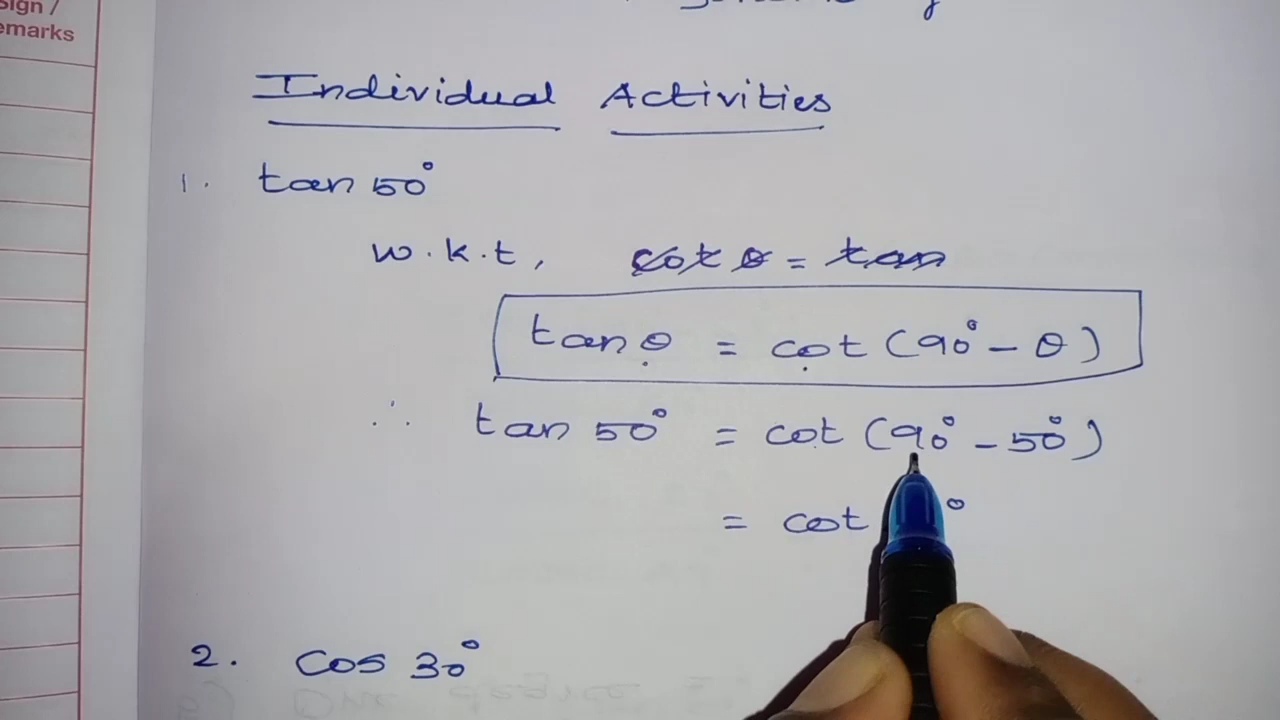 Sign /
emarks
Individual Activities
1. tan 50°
w.k.t, cot θ = tan
tan θ = cot (90° - θ)
∴ tan 50° = cot (90° - 50°)
= cot °
2. cos 30°